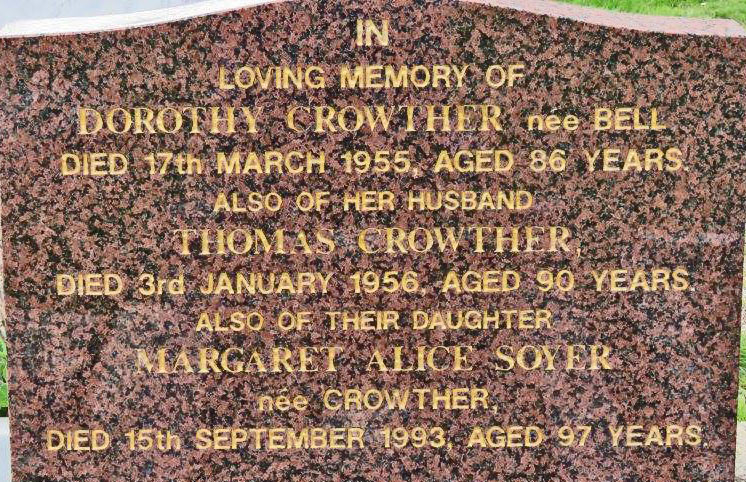 IN
LOVING MEMORY OF
DOROTHY CROWTHER née BELL
DIED 17th MARCH 1955, AGED 86 YEARS
ALSO OF HER HUSBAND
THOMAS CROWTHER,
DIED 3rd JANUARY 1956, AGED 90 YEARS.
ALSO OF THEIR DAUGHTER
MARGARET ALICE SOYER
née CROWTHER,
DIED 15th SEPTEMBER 1993, AGED 97 YEARS.